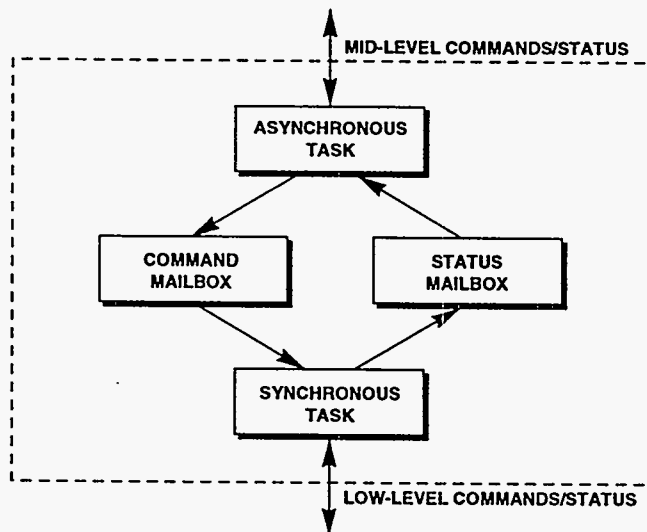 MID-LEVEL COMMANDS/STATUS
ASYNCHRONOUS
TASK
COMMAND
MAILBOX
STATUS
MAILBOX
SYNCHRONOUS
TASK
LOW-LEVEL COMMANDS/STATUS